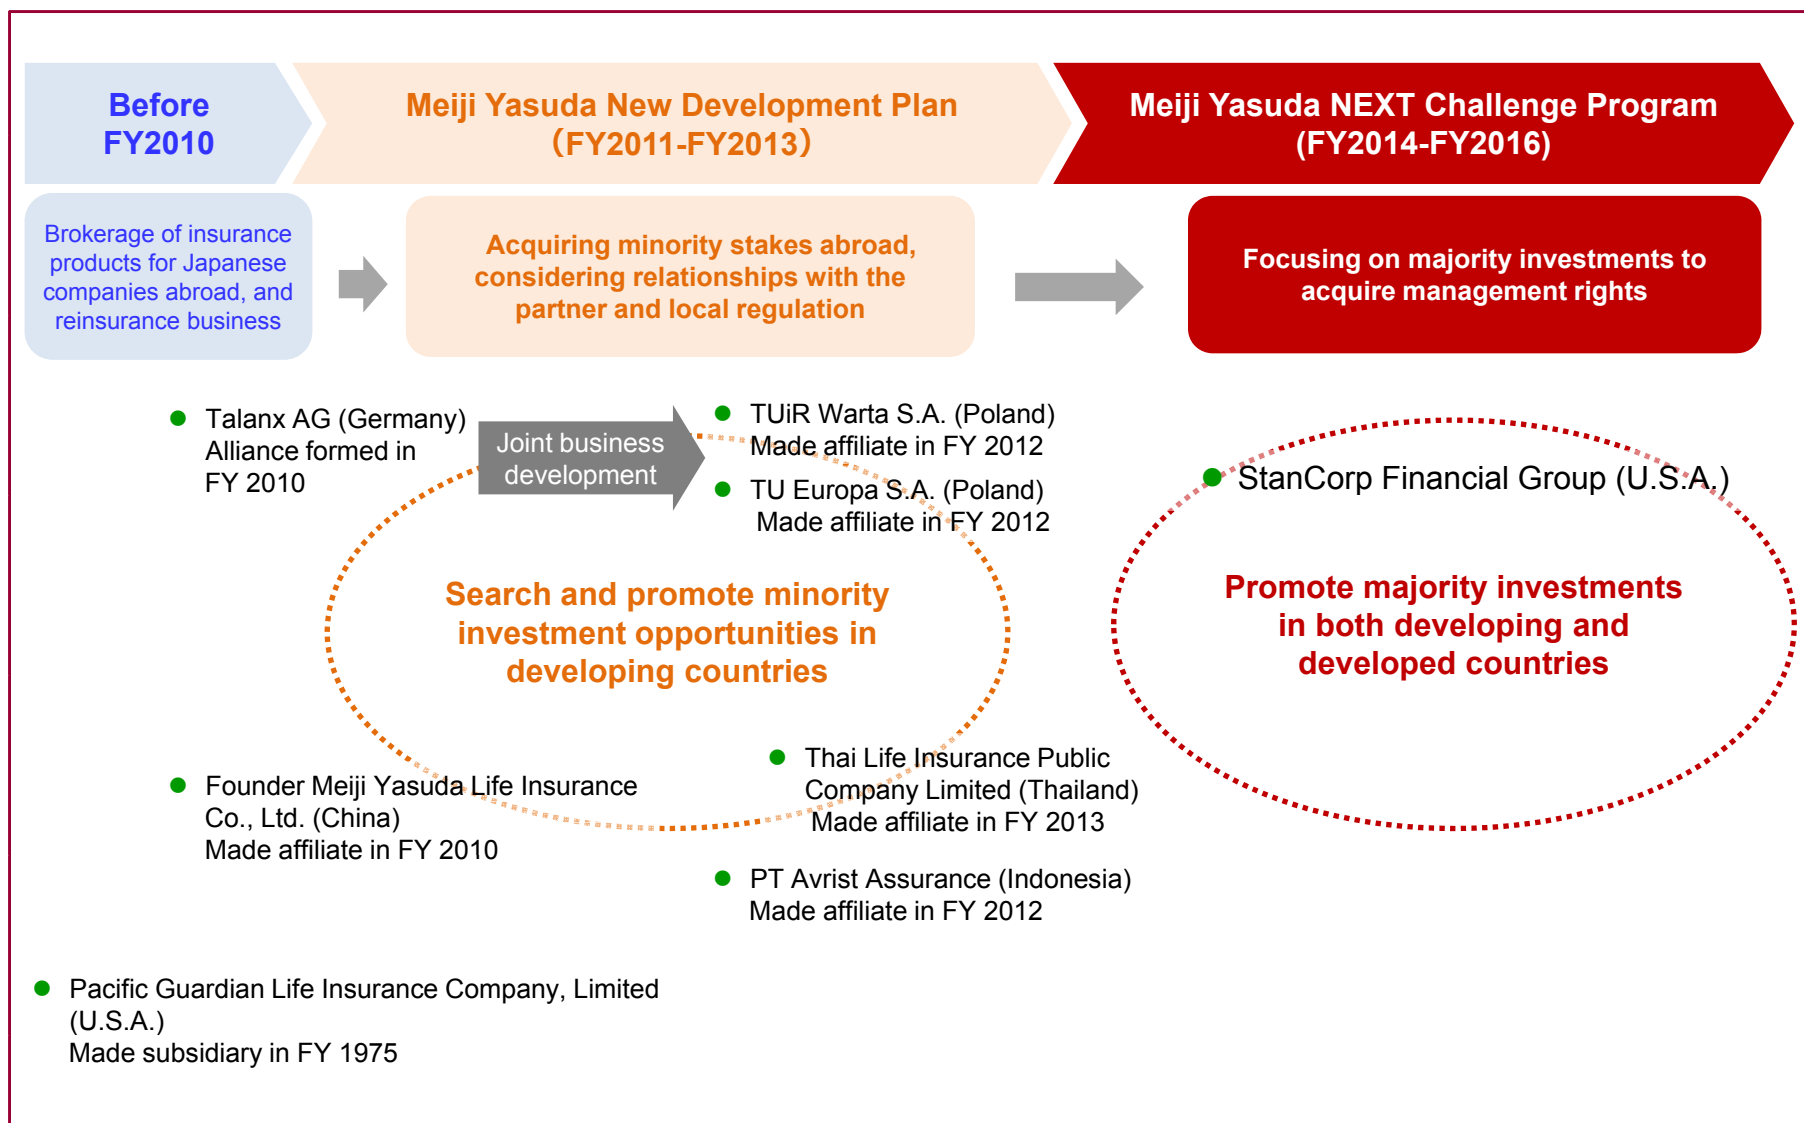 Before
FY2010
Meiji Yasuda New Development Plan
（FY2011-FY2013）
Meiji Yasuda NEXT Challenge Program
(FY2014-FY2016)
Brokerage of insurance
products for Japanese
companies abroad, and
reinsurance business
Acquiring minority stakes abroad,
considering relationships with the
partner and local regulation
Focusing on majority investments to
acquire management rights
Talanx AG (Germany)
Alliance formed in
FY 2010
Joint business
development
TUiR Warta S.A. (Poland)
Made affiliate in FY 2012
TU Europa S.A. (Poland)
Made affiliate in FY 2012
StanCorp Financial Group (U.S.A.)
Search and promote minority
investment opportunities in
developing countries
Promote majority investments
in both developing and
developed countries
Founder Meiji Yasuda Life Insurance
Co., Ltd. (China)
Made affiliate in FY 2010
Thai Life Insurance Public
Company Limited (Thailand)
Made affiliate in FY 2013
PT Avrist Assurance (Indonesia)
Made affiliate in FY 2012
Pacific Guardian Life Insurance Company, Limited
(U.S.A.)
Made subsidiary in FY 1975